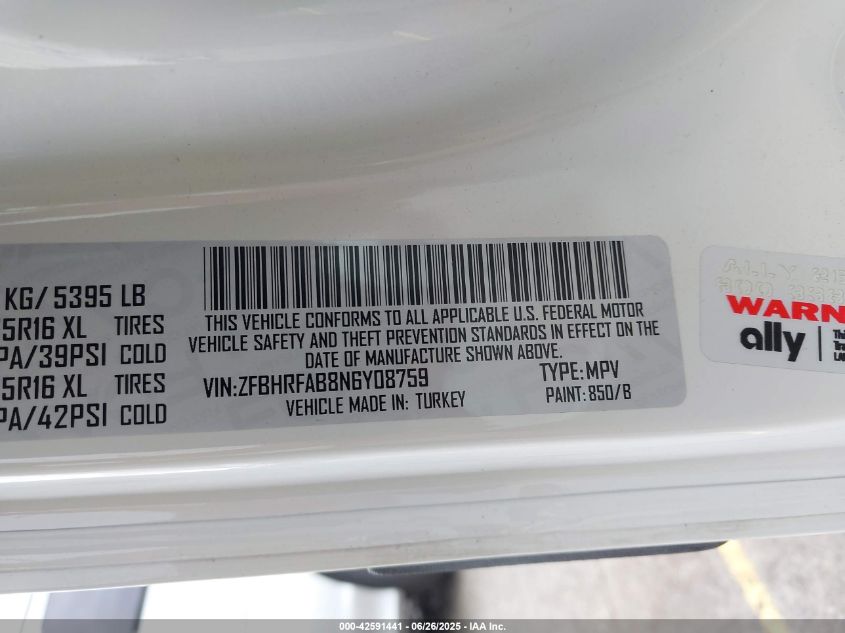 KG/ 5395 LB
5R16 XL TIRES
PA/39PSI COLD
5R16 XL TIRES
PA/42PSI COLD
THIS VEHICLE CONFORMS TO ALL APPLICABLE U.S. FEDERAL MOTOR
VEHICLE SAFETY AND THEFT PREVENTION STANDARDS IN EFFECT ON THE
DATE OF MANUFACTURE SHOWN ABOVE.
VIN:ZFBHRFAB8N6Y08759 TYPE:MPV
VEHICLE MADE IN: TURKEY PAINT:850/B
ALLY
WARN
ally
000-42591441 - 06/26/2025 - IAA Inc.